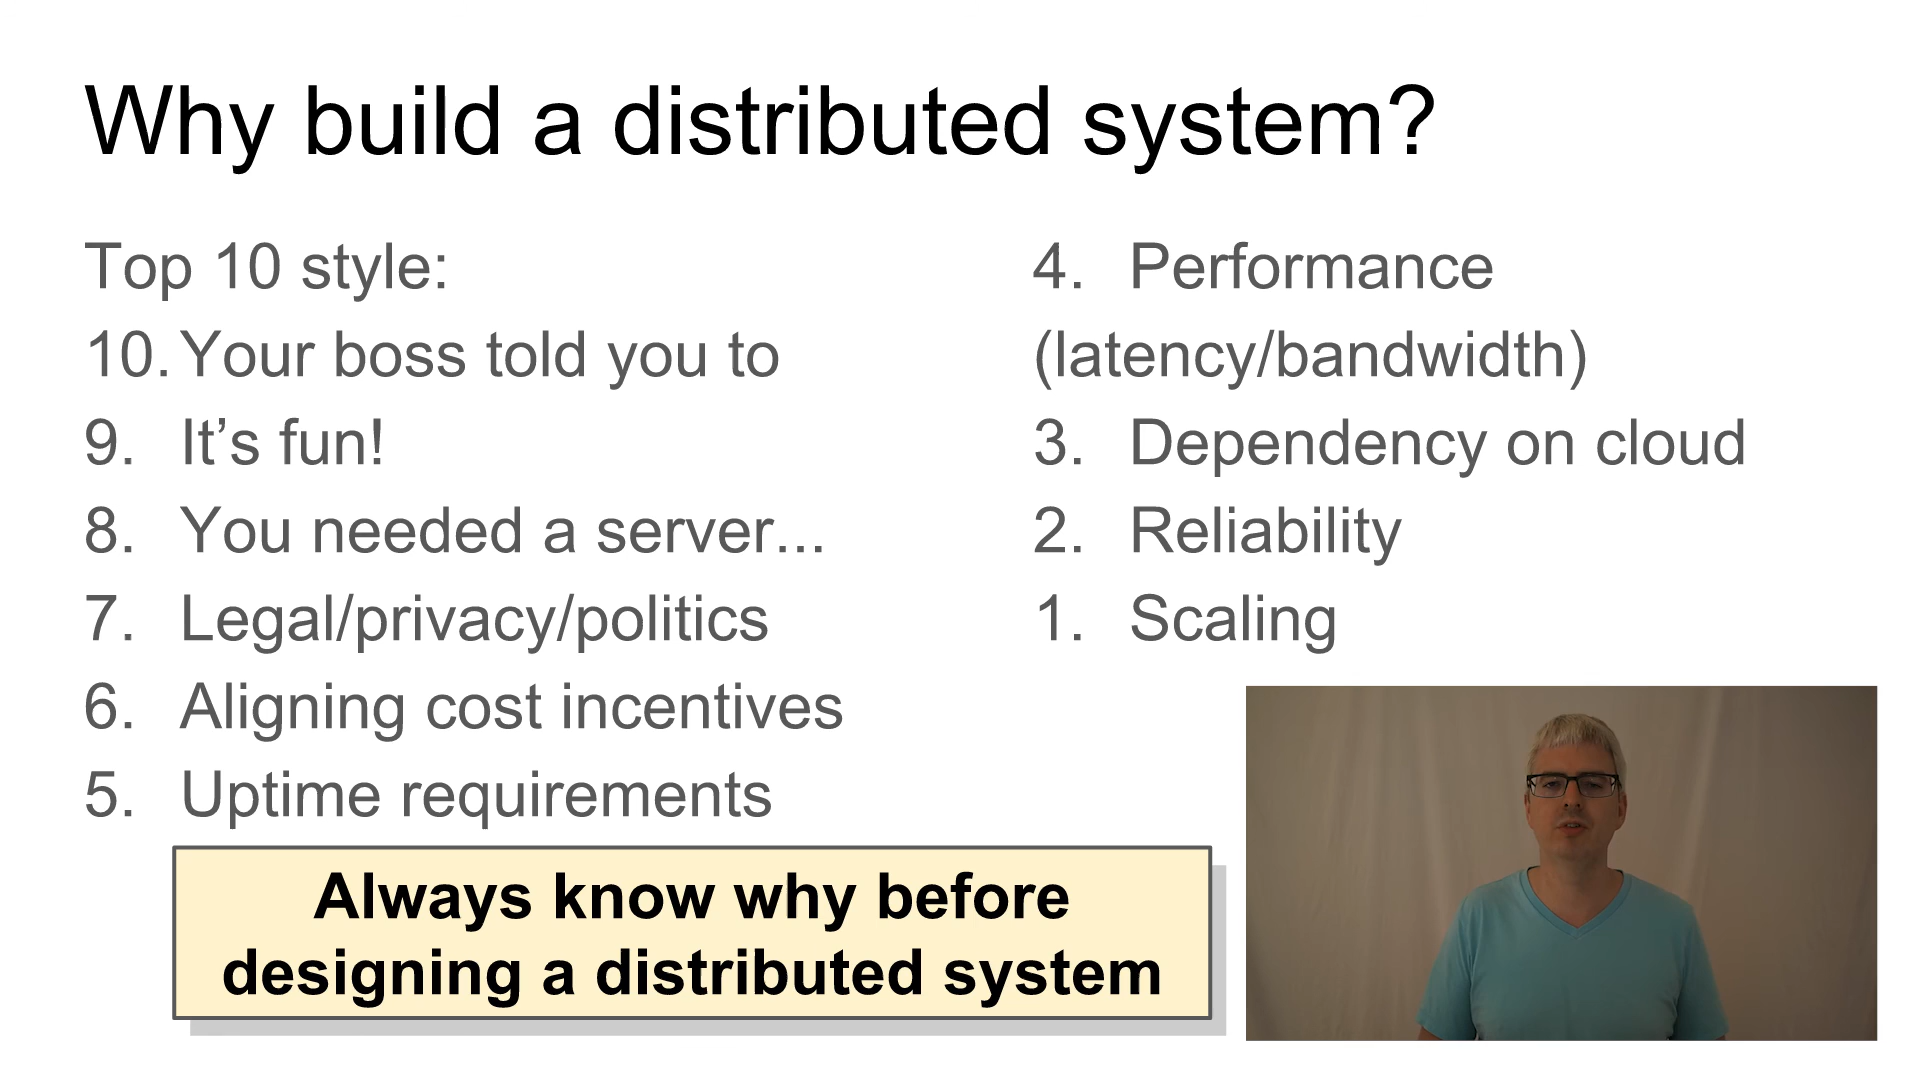 Why build a distributed system?
Top 10 style:
10. Your boss told you to
9. It’s fun!
8. You needed a server...
7. Legal/privacy/politics
6. Aligning cost incentives
5. Uptime requirements
4. Performance
(latency/bandwidth)
3. Dependency on cloud
2. Reliability
1. Scaling
Always know why before
designing a distributed system